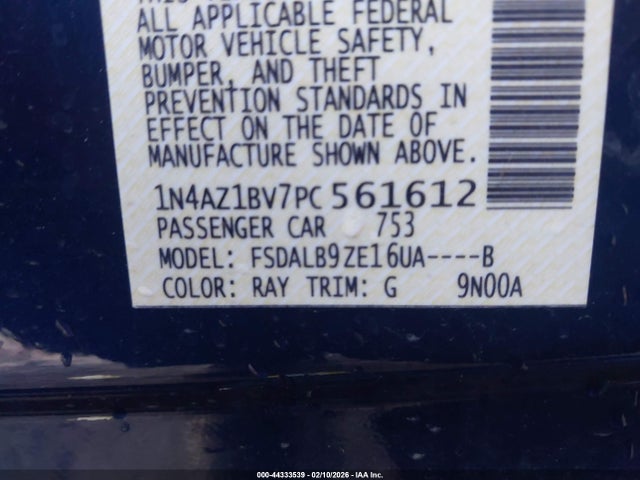 ALL APPLICABLE FEDERAL
MOTOR VEHICLE SAFETY,
BUMPER, AND THEFT
PREVENTION STANDARDS IN
EFFECT ON THE DATE OF
MANUFACTURE SHOWN ABOVE.
1N4AZ1BV7PC561612
PASSENGER CAR 753
MODEL: FSDALB9ZE16UA----B
COLOR: RAY TRIM: G 9N00A
000-44333539 - 02/10/2026 - IAA Inc.